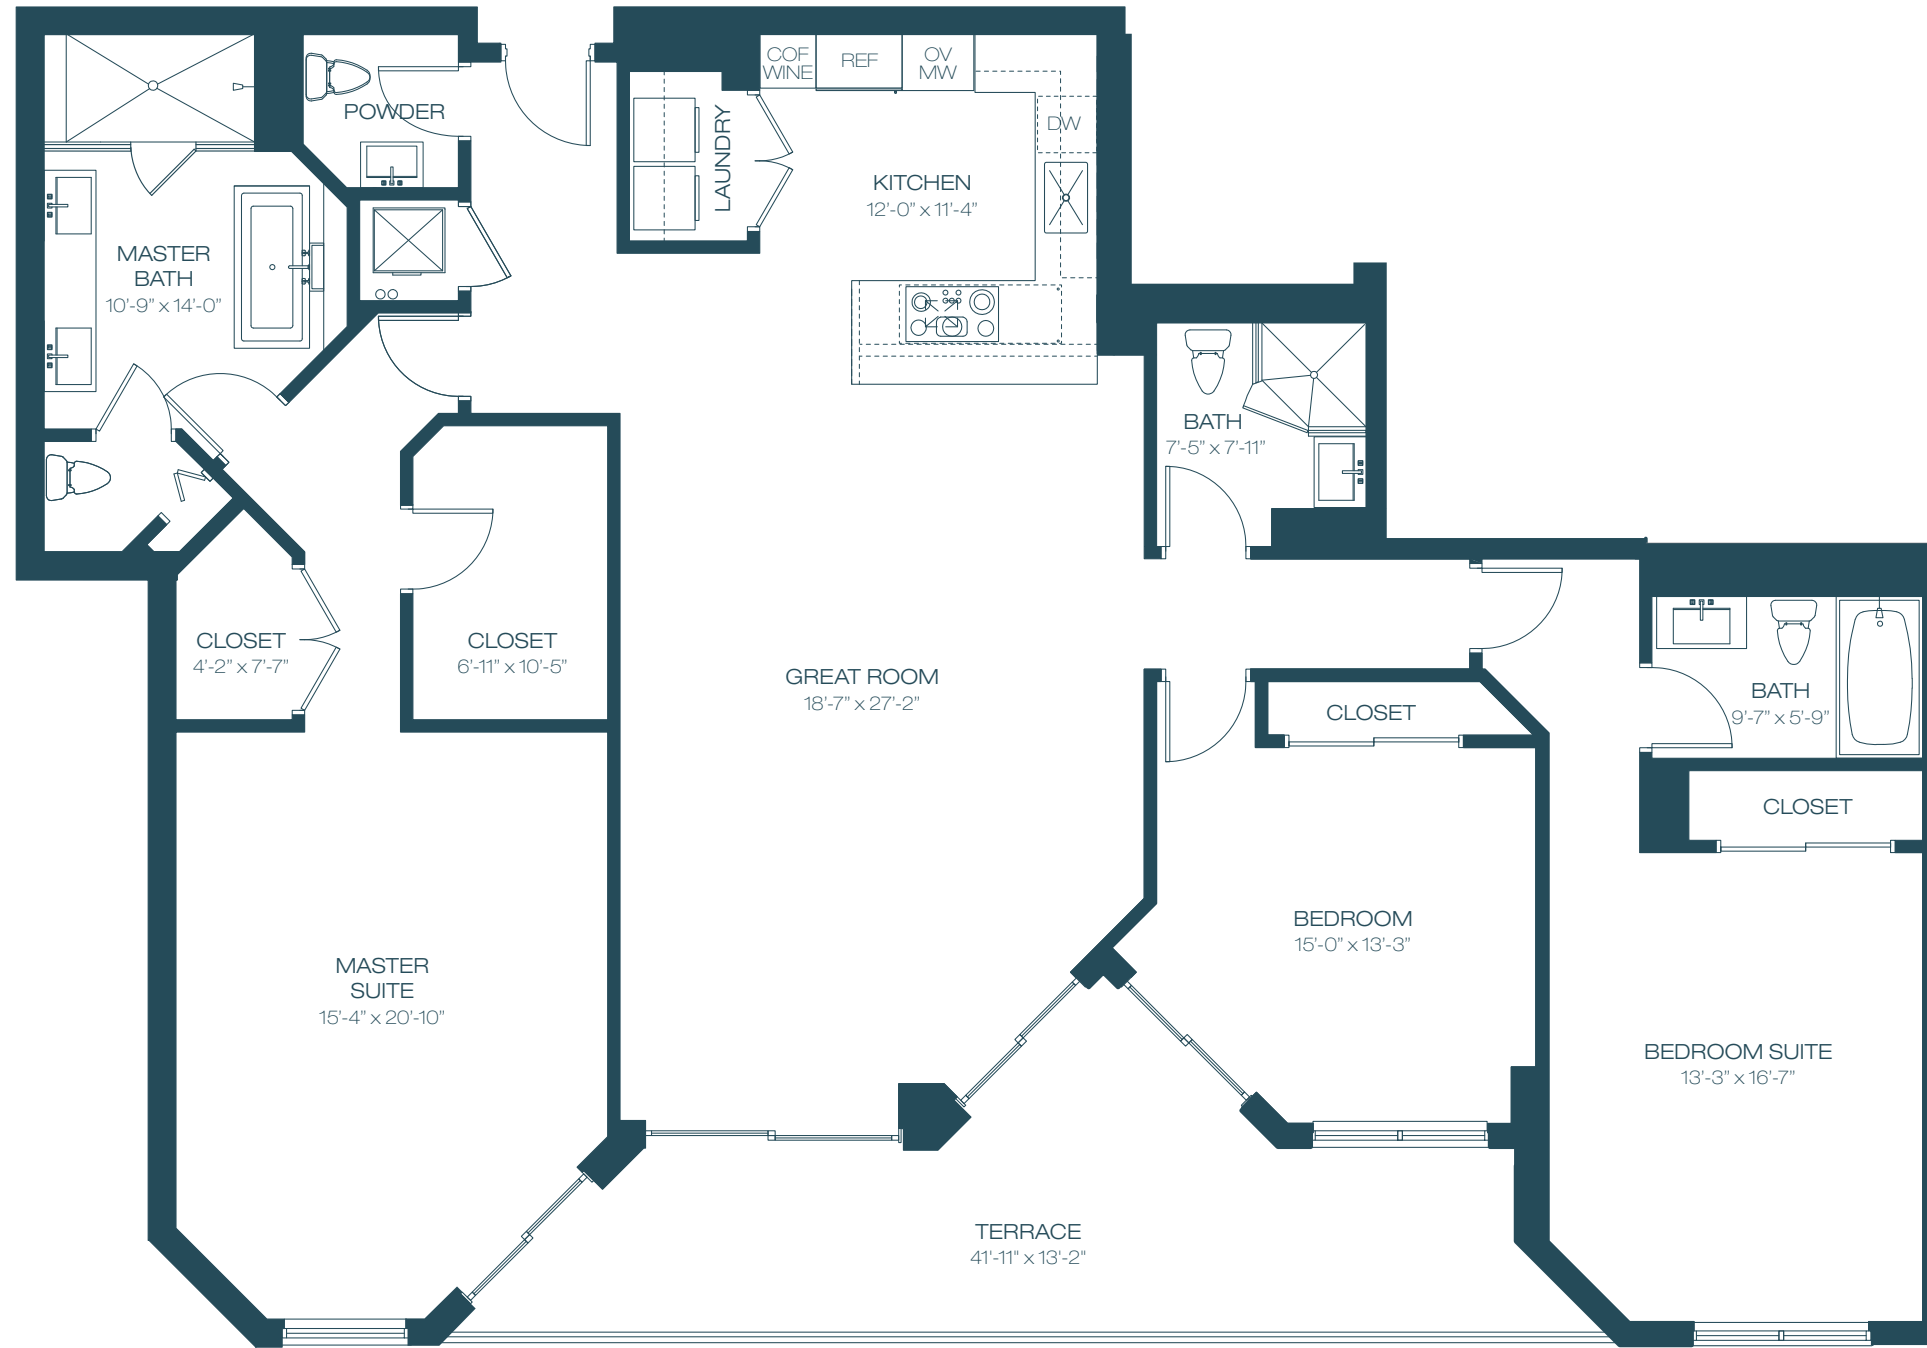 COF
WINE
REF
OV
MW
POWDER
LAUNDRY
DW
KITCHEN
12'-0" x 11'-4"
MASTER
BATH
10'-9" x 14'-0"
BATH
7'-5" x 7'-11"
CLOSET
4'-2" x 7'-7"
CLOSET
6'-11" x 10'-5"
GREAT ROOM
18'-7" x 27'-2"
CLOSET
BATH
9'-7" x 5'-9"
CLOSET
BEDROOM
15'-0" x 13'-3"
MASTER
SUITE
15'-4" x 20'-10"
BEDROOM SUITE
13'-3" x 16'-7"
TERRACE
41'-11" x 13'-2"